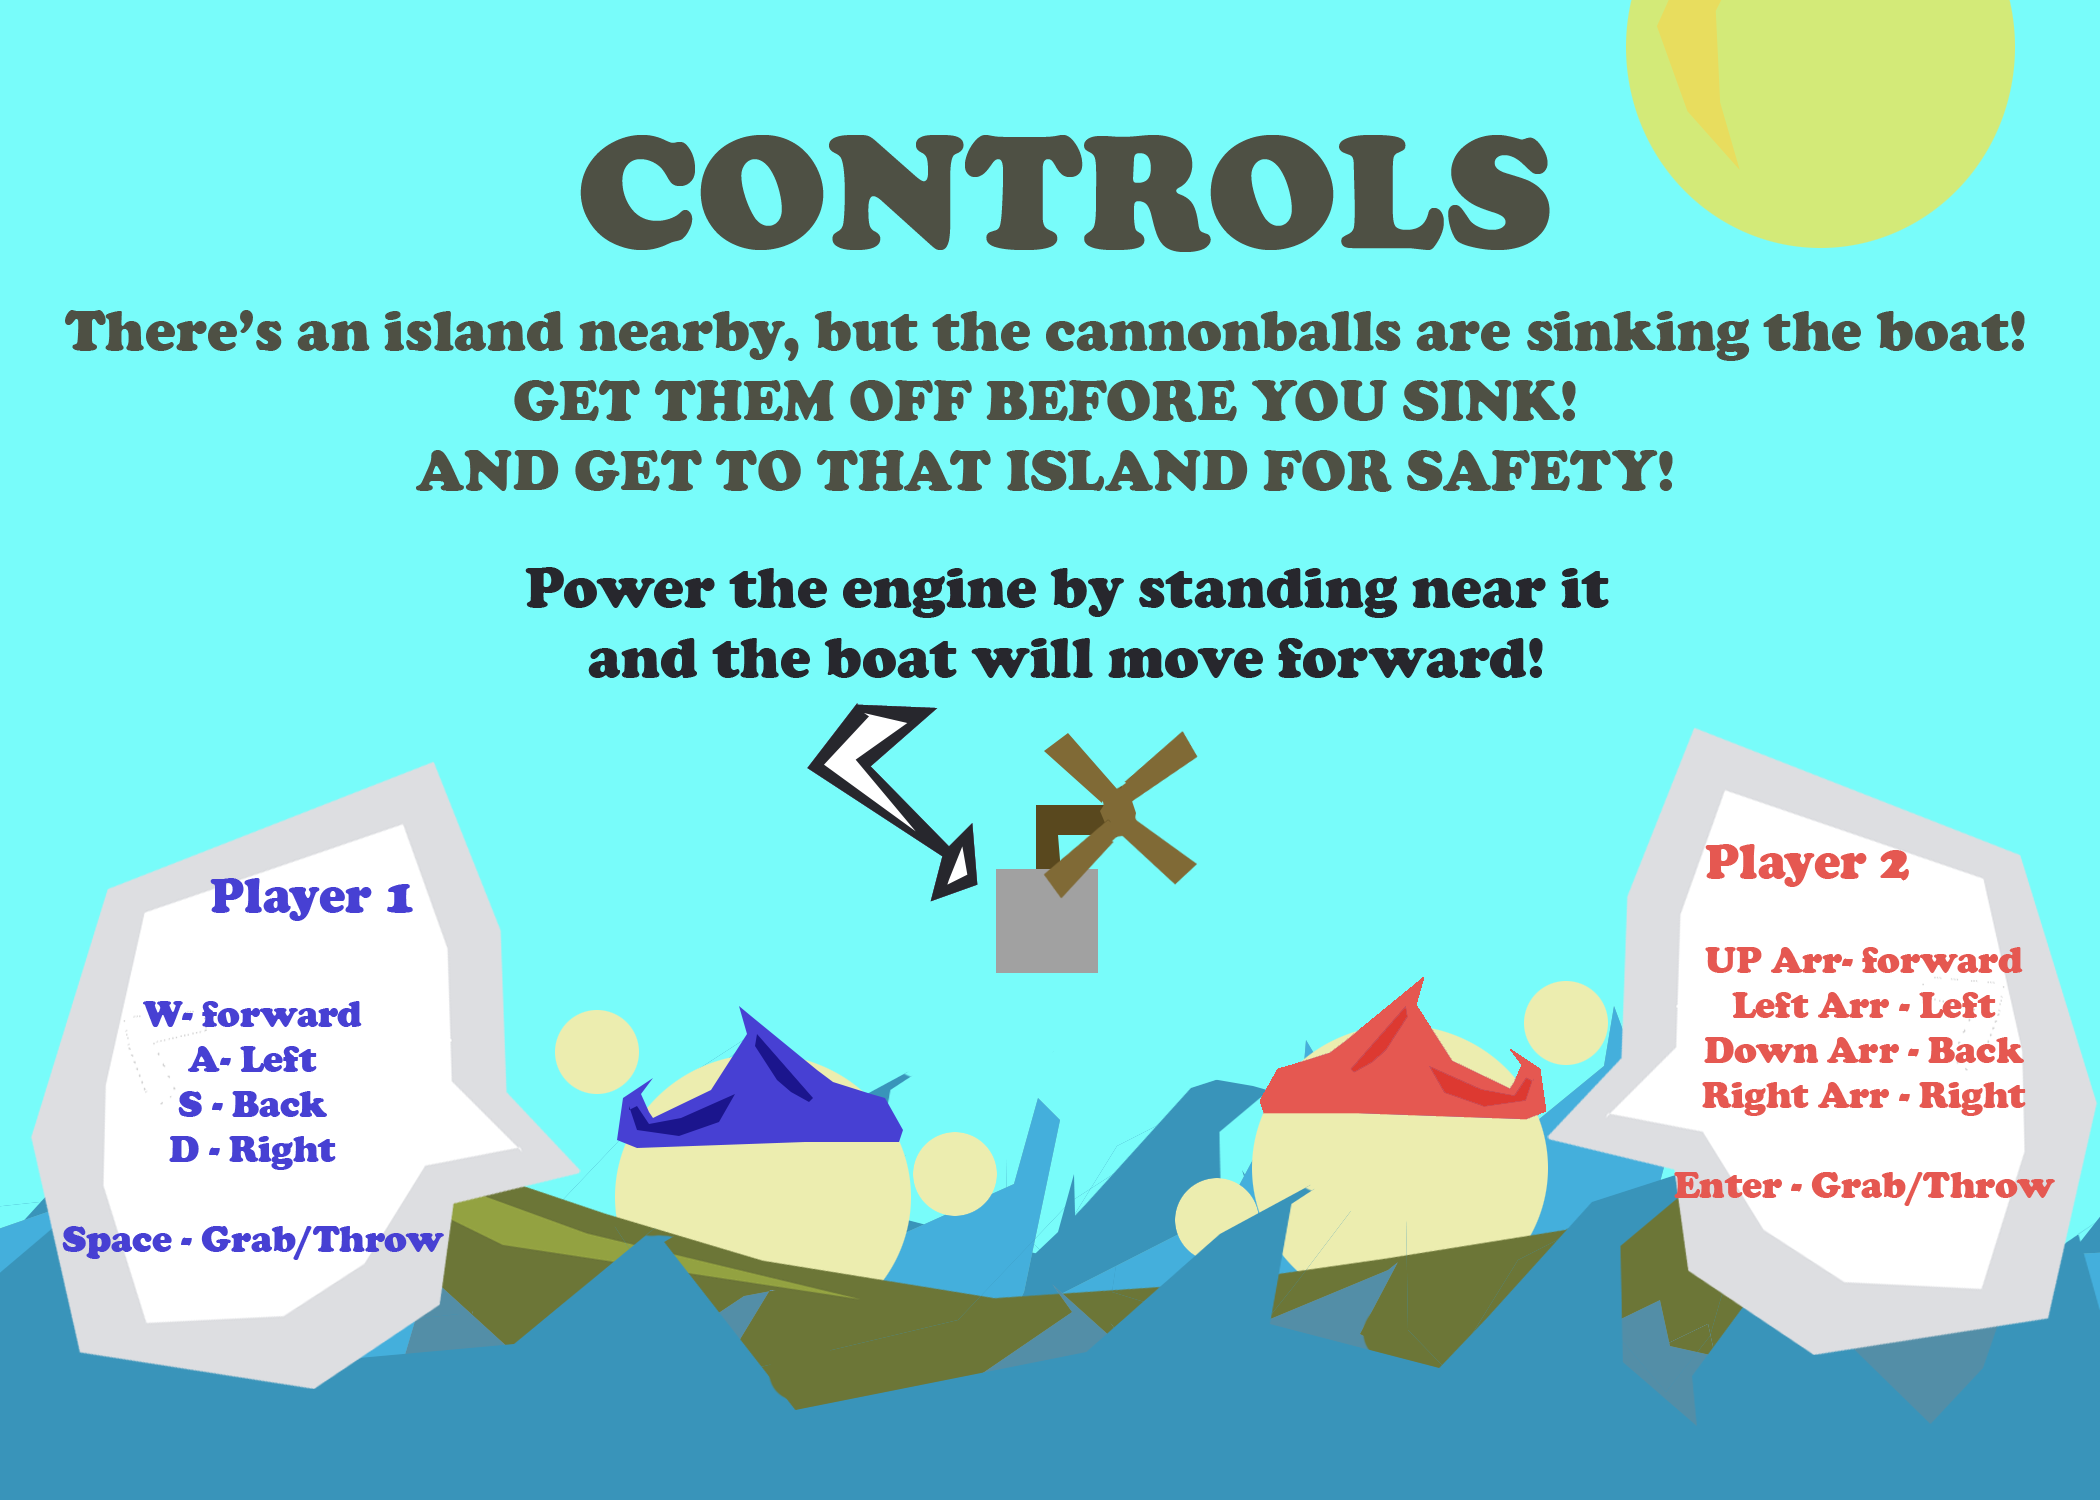 CONTROLS
There's an island nearby, but the cannonballs are sinking the boat!
GET THEM OFF BEFORE YOU SINK!
AND GET TO THAT ISLAND FOR SAFETY!
Power the engine by standing near it
and the boat will move forward!
Player 1
W- forward
A- Left
S - Back
D - Right
Space - Grab/Throw
Player 2
UP Arr- forward
Left Arr - Left
Down Arr - Back
Right Arr - Right
Enter - Grab/Throw